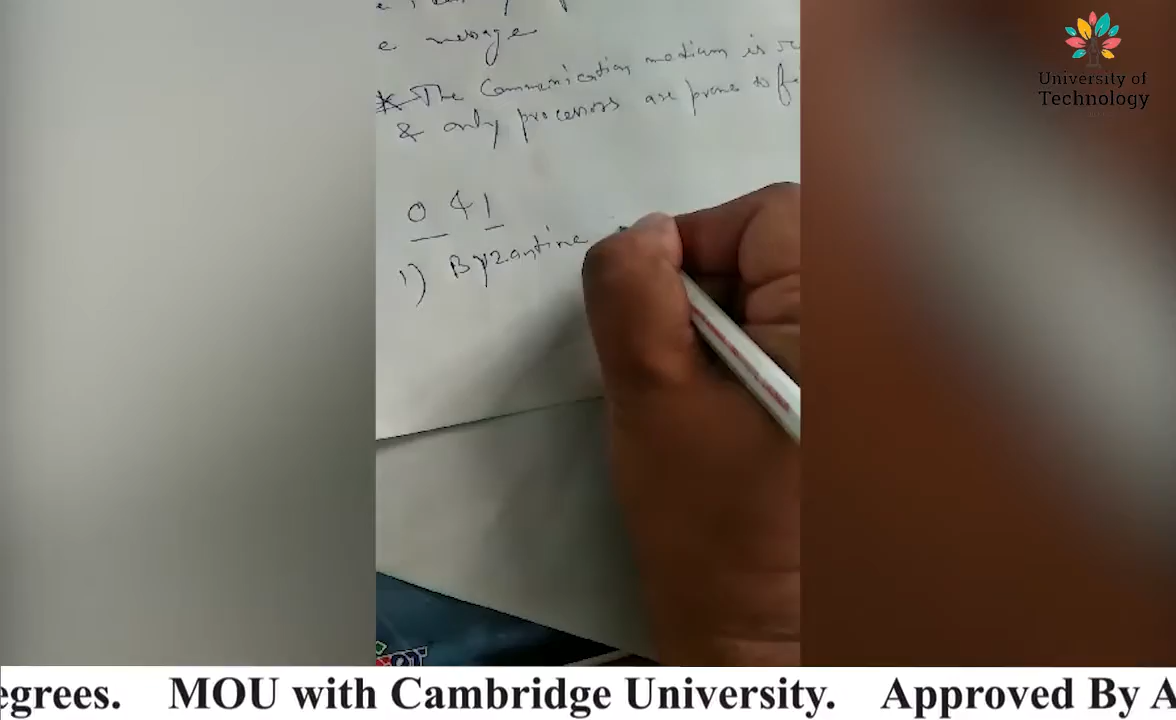 e message
* The Communication medium is
& only processors are prone to
0 & 1
1) Byzantine
University of
Technology
egrees. MOU with Cambridge University. Approved By A